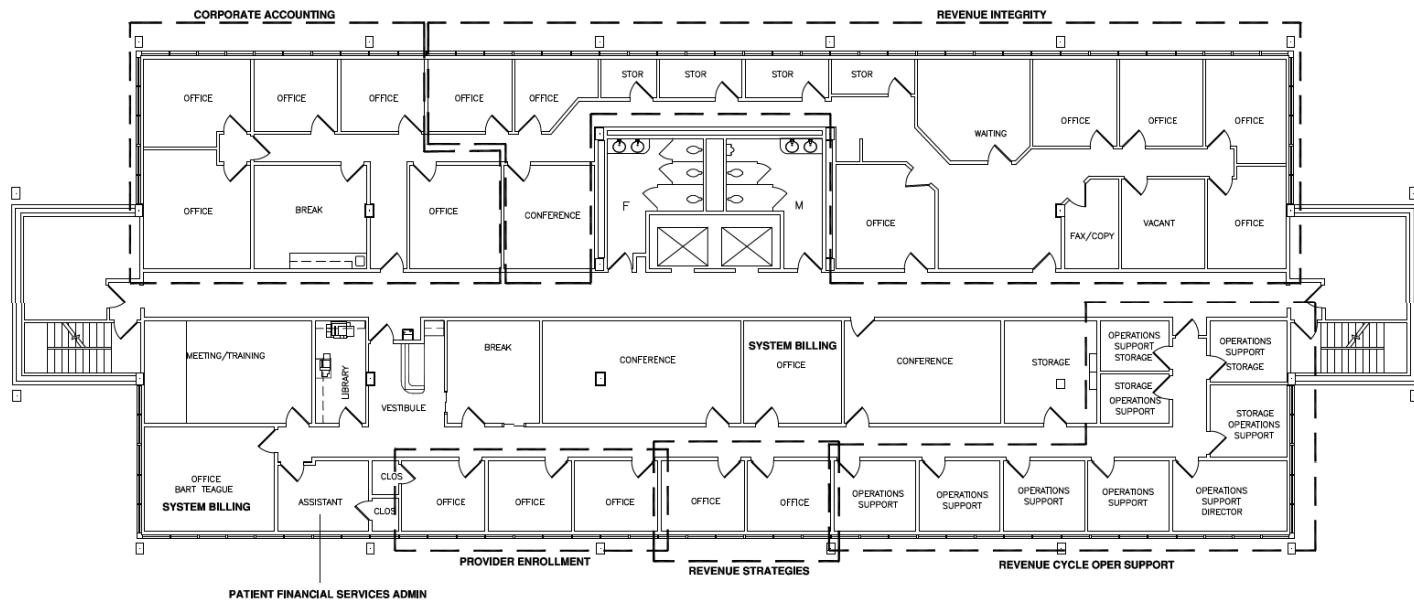 CORPORATE ACCOUNTING
REVENUE INTEGRITY
OFFICE
OFFICE
OFFICE
OFFICE
OFFICE
STOR
STOR
STOR
STOR
WAITING
OFFICE
OFFICE
OFFICE
OFFICE
BREAK
OFFICE
CONFERENCE
F
M
OFFICE
FAX/COPY
VACANT
OFFICE
MEETING/TRAINING
LIBRARY
VESTIBULE
BREAK
CONFERENCE
SYSTEM BILLING
OFFICE
CONFERENCE
STORAGE
OPERATIONS
SUPPORT
STORAGE
STORAGE
OPERATIONS
SUPPORT
OPERATIONS
SUPPORT
STORAGE
STORAGE
OPERATIONS
SUPPORT
OFFICE
BART TEAGUE
SYSTEM BILLING
ASSISTANT
CLOS
CLOS
OFFICE
OFFICE
OFFICE
OFFICE
OFFICE
OPERATIONS
SUPPORT
OPERATIONS
SUPPORT
OPERATIONS
SUPPORT
OPERATIONS
SUPPORT
OPERATIONS
SUPPORT
DIRECTOR
PROVIDER ENROLLMENT
REVENUE STRATEGIES
REVENUE CYCLE OPER SUPPORT
PATIENT FINANCIAL SERVICES ADMIN